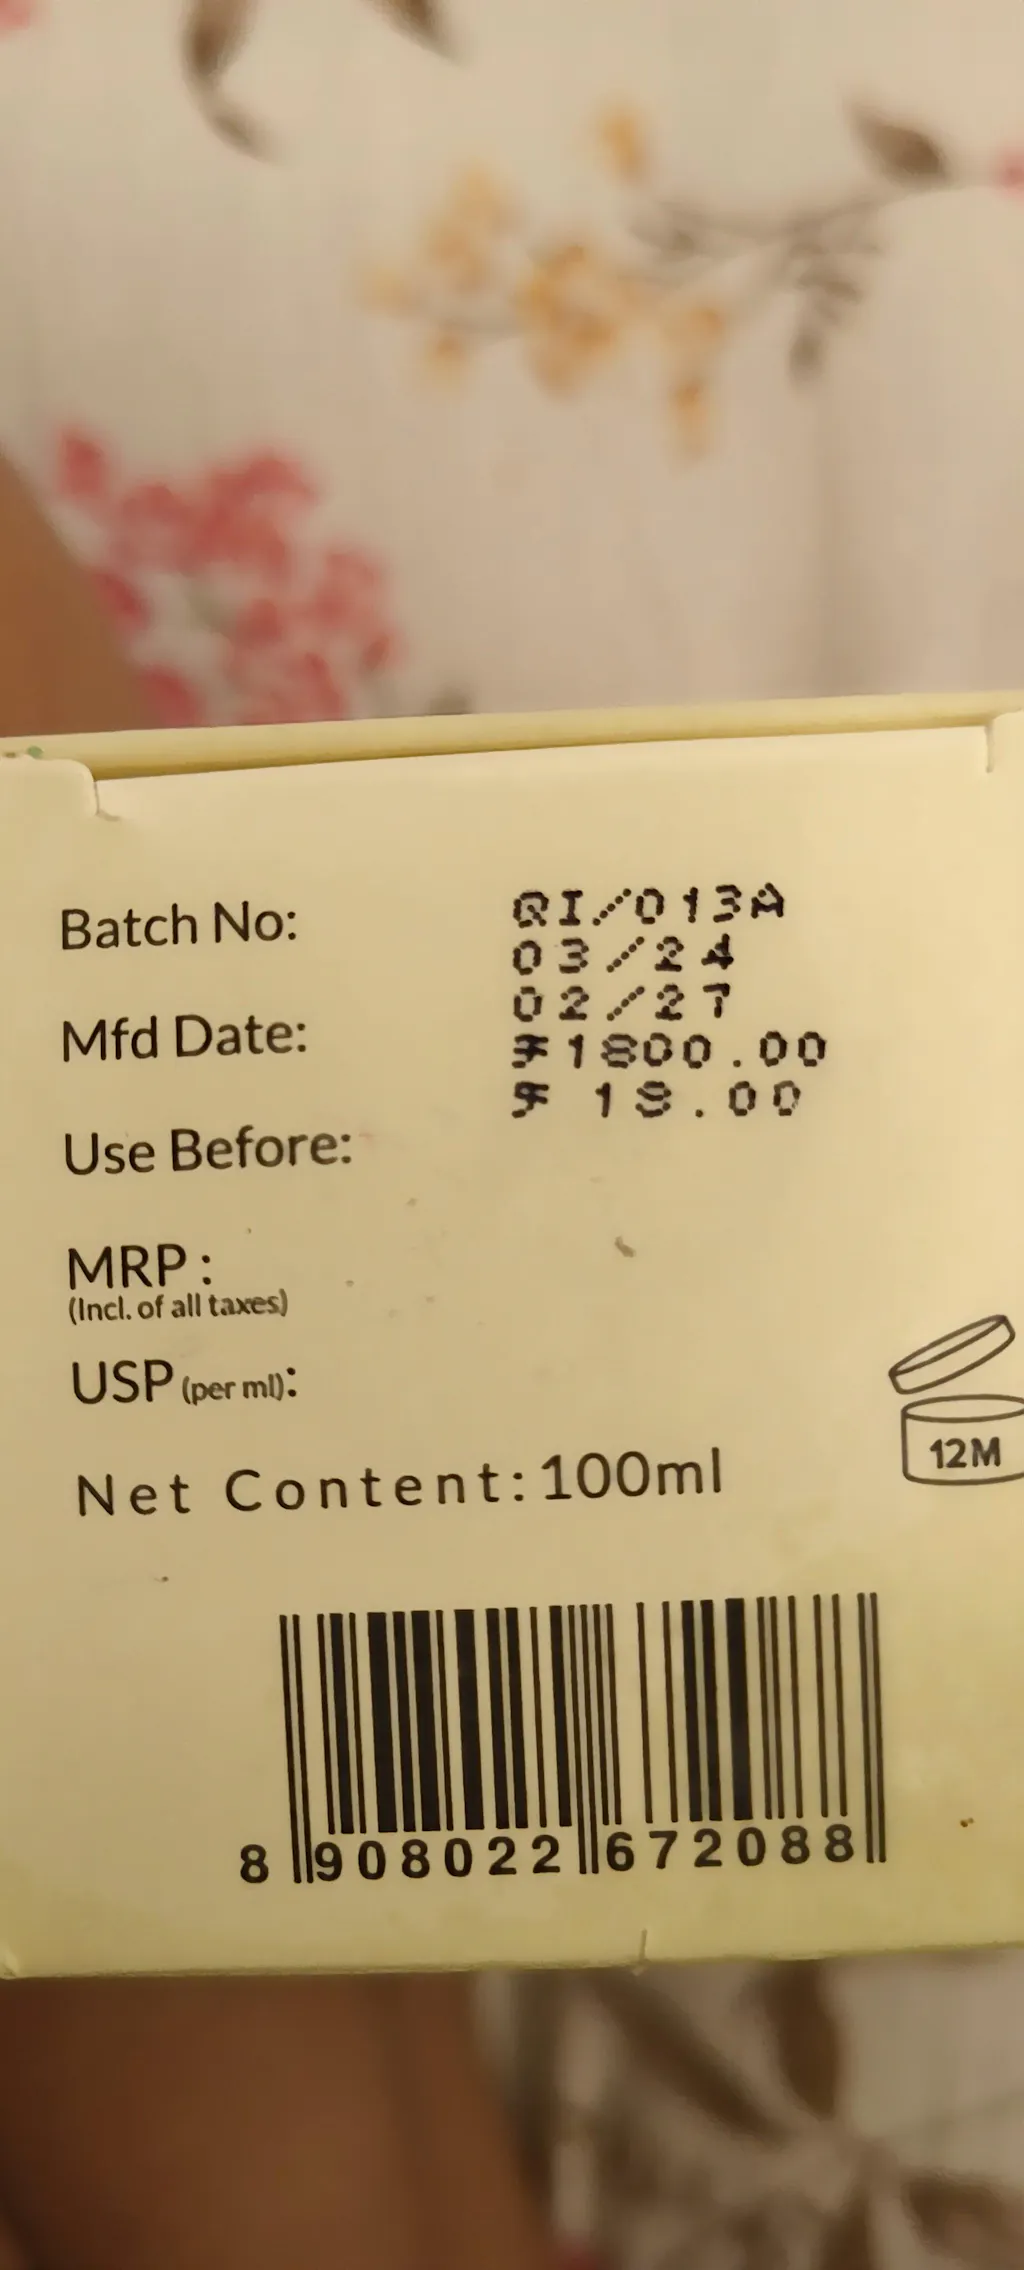 Batch No:
QI/013A
03/24
02/27
Mfd Date:
₹1800.00
₹ 18.00
Use Before:
MRP :
(Incl. of all taxes)
USP (per ml):
12M
Net Content: 100ml
8 908022 672088